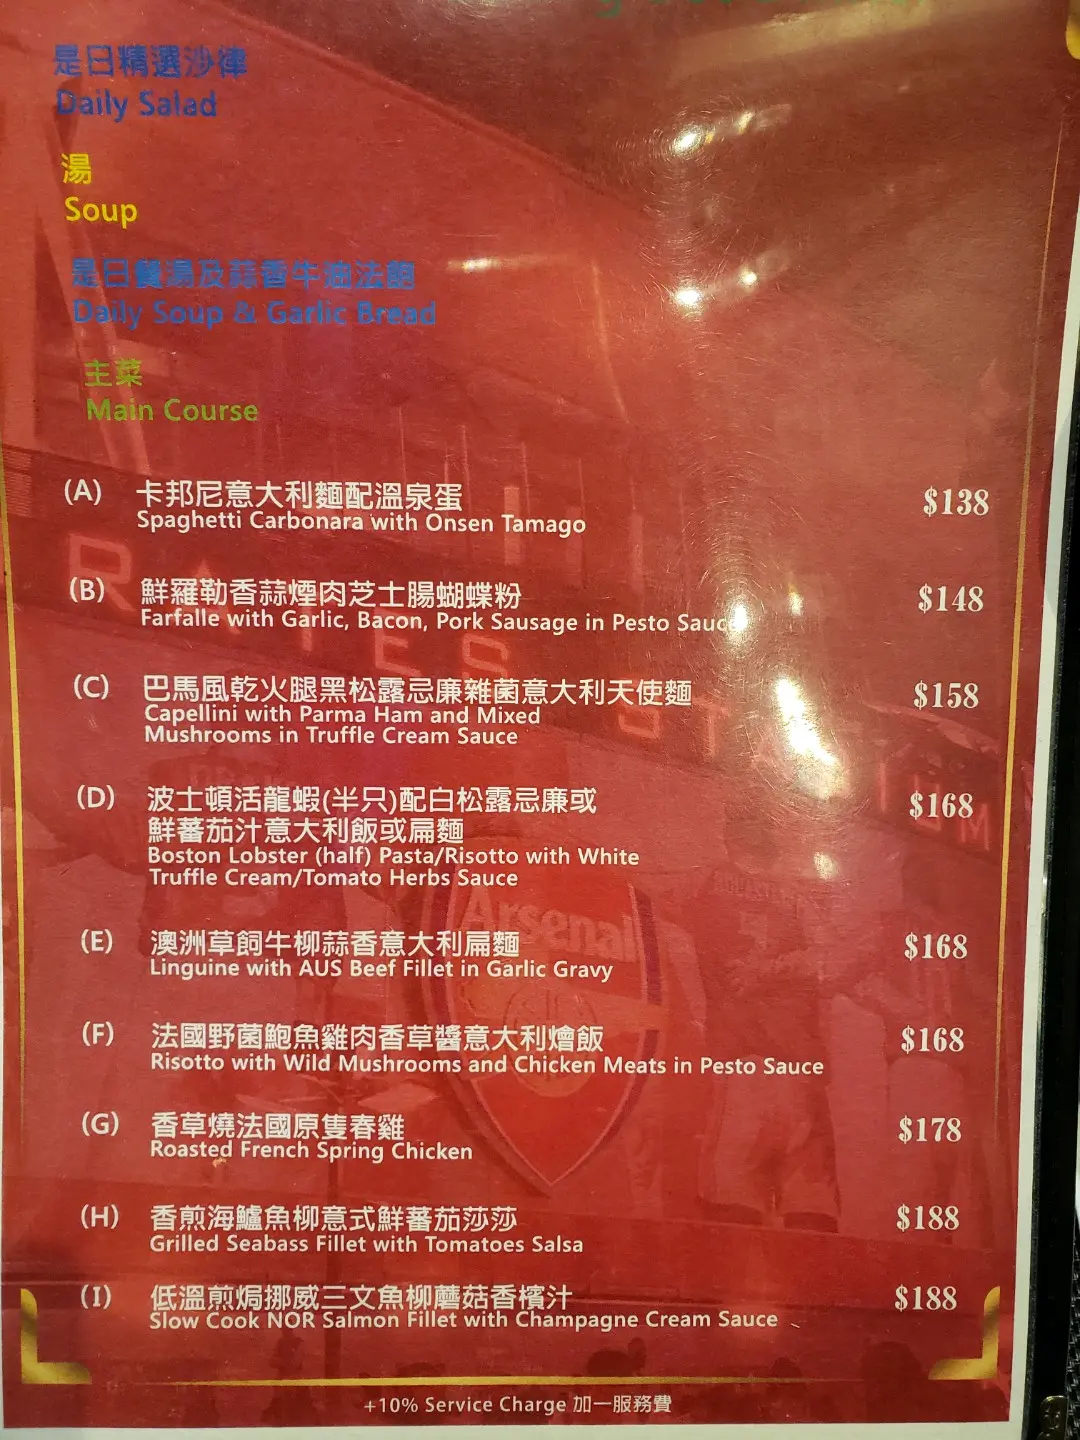 是日精選沙律
Daily Salad
湯
Soup
是日餐湯及蒜香牛油法飽
Daily Soup & Garlic Bread
主菜
Main Course
(A) 卡邦尼意大利麵配溫泉蛋 $138
Spaghetti Carbonara with Onsen Tamago
(B) 鮮羅勒香蒜煙肉芝士腸蝴蝶粉 $148
Farfalle with Garlic, Bacon, Pork Sausage in Pesto Sauce
(C) 巴馬風乾火腿黑松露忌廉雜菌意大利天使麵 $158
Capellini with Parma Ham and Mixed
Mushrooms in Truffle Cream Sauce
(D) 波士頓活龍蝦(半只)配白松露忌廉或 $168
鮮蕃茄汁意大利飯或扁麵
Boston Lobster (half) Pasta/Risotto with White
Truffle Cream/Tomato Herbs Sauce
(E) 澳洲草飼牛柳蒜香意大利扁麵 $168
Linguine with AUS Beef Fillet in Garlic Gravy
(F) 法國野菌鮑魚雞肉香草醬意大利燴飯 $168
Risotto with Wild Mushrooms and Chicken Meats in Pesto Sauce
(G) 香草燒法國原隻春雞 $178
Roasted French Spring Chicken
(H) 香煎海鱸魚柳意式鮮蕃茄莎莎 $188
Grilled Seabass Fillet with Tomatoes Salsa
(I) 低溫煎焗挪威三文魚柳蘑菇香檳汁 $188
Slow Cook NOR Salmon Fillet with Champagne Cream Sauce
+10% Service Charge 加一服務費
Arsenal